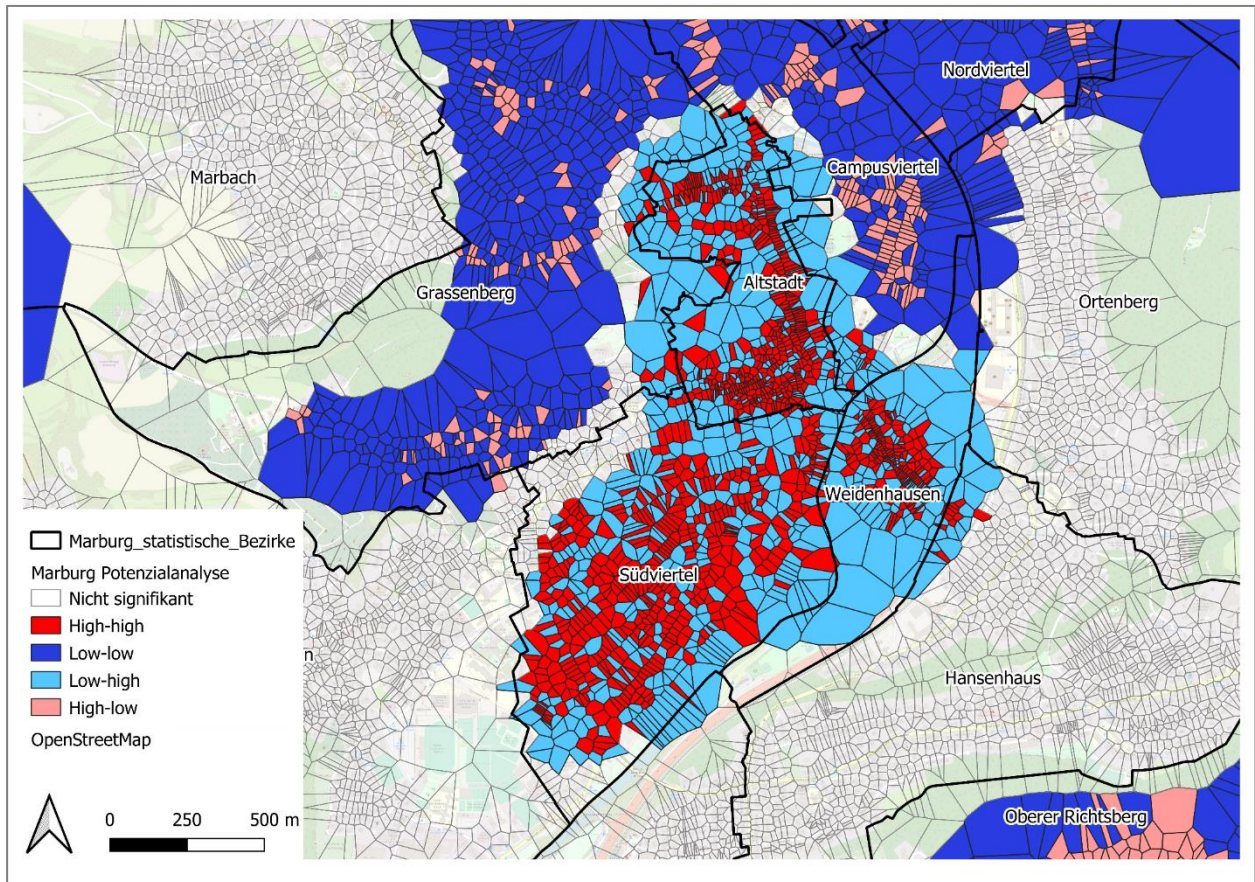 Nordviertel
Marbach
Campusviertel
Grassenberg
Altstadt
Ortenberg
Weidenhausen
Südviertel
Hansenhaus
Oberer Richtsberg
n
Marburg_statistische_Bezirke
Marburg Potenzialanalyse
Nicht signifikant
High-high
Low-low
Low-high
High-low
OpenStreetMap
0 250 500 m